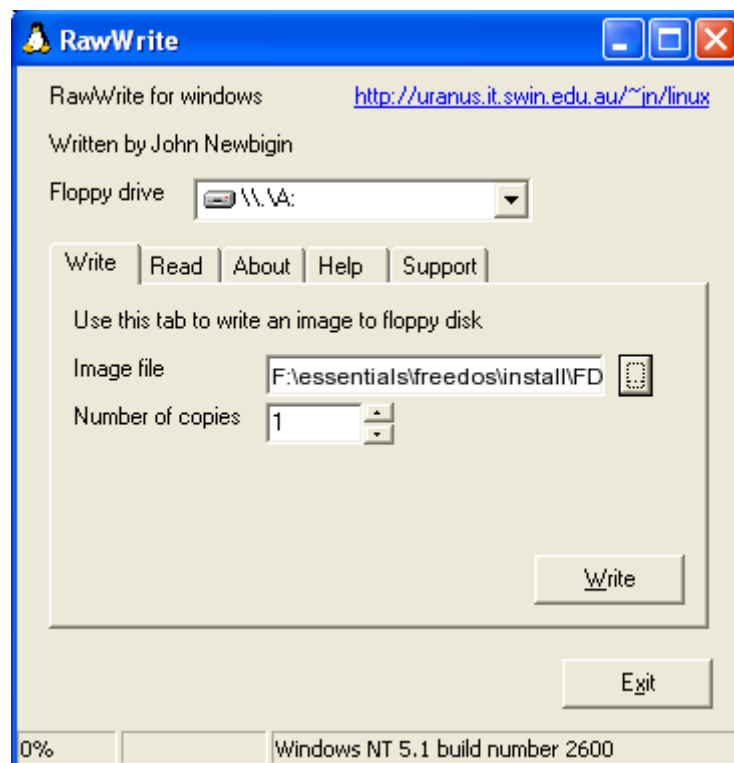 RawWrite
RawWrite for windows http://uranus.it.swin.edu.au/~jn/linux
Written by John Newbigin
Floppy drive \\.\A:
Write Read About Help Support
Use this tab to write an image to floppy disk
Image file F:\essentials\freedos\install\FD
Number of copies 1
Write
Exit
0% Windows NT 5.1 build number 2600